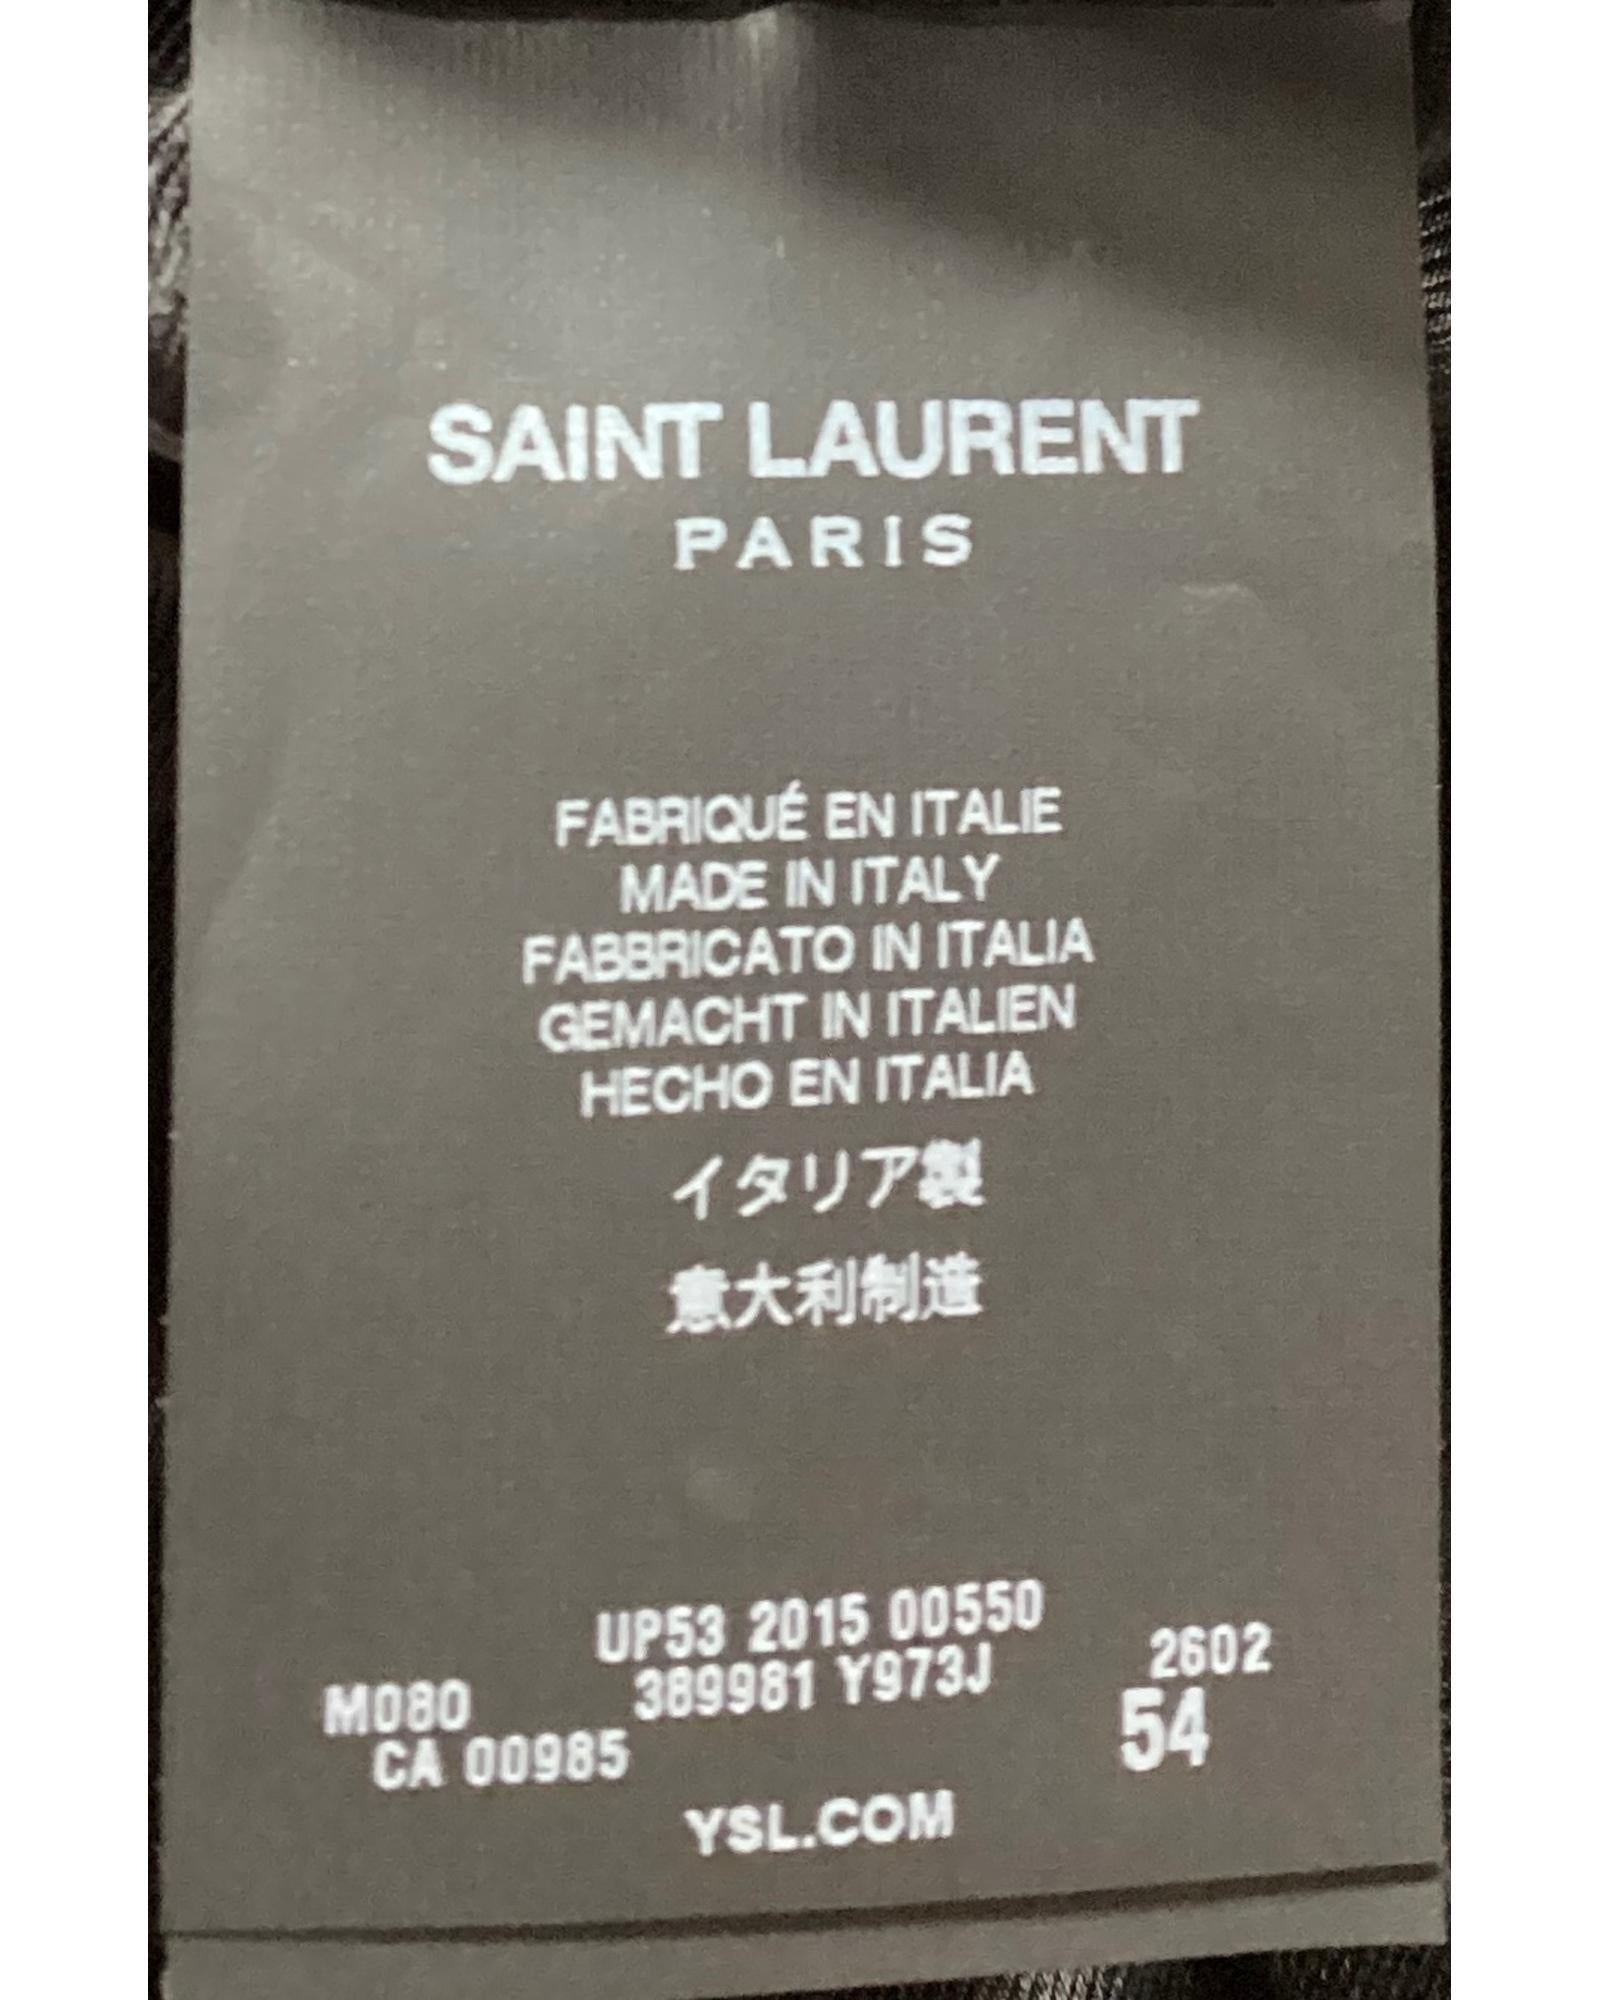 SAINT LAURENT
PARIS
FABRIQUÉ EN ITALIE
MADE IN ITALY
FABBRICATO IN ITALIA
GEMACHT IN ITALIEN
HECHO EN ITALIA
イタリア製
意大利制造
UP53 2015 00550
M080 389981 Y973J 2602
CA 00985 54
YSL.COM